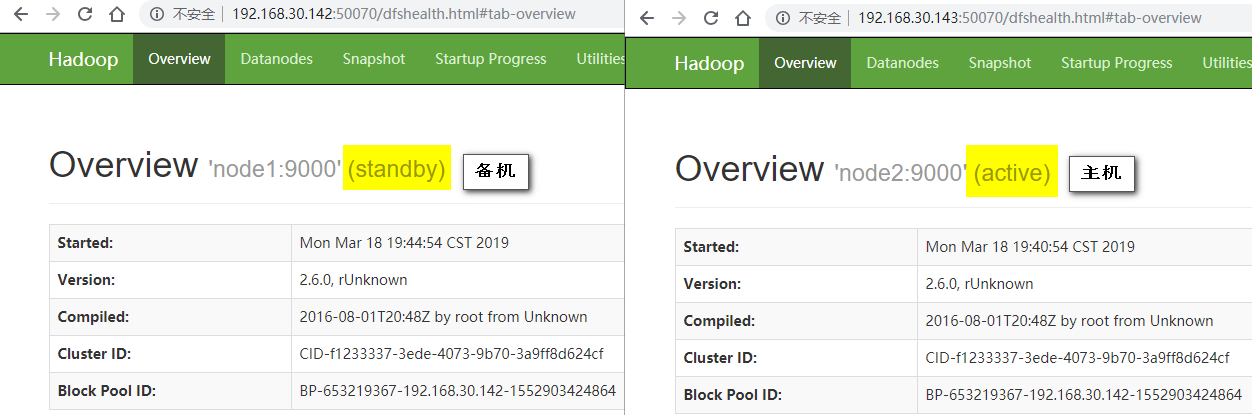 不安全 | 192.168.30.142:50070/dfshealth.html#tab-overview
Hadoop Overview Datanodes Snapshot Startup Progress Utilities
Overview 'node1:9000' (standby) 备机
Started: Mon Mar 18 19:44:54 CST 2019
Version: 2.6.0, rUnknown
Compiled: 2016-08-01T20:48Z by root from Unknown
Cluster ID: CID-f1233337-3ede-4073-9b70-3a9ff8d624cf
Block Pool ID: BP-653219367-192.168.30.142-1552903424864
不安全 | 192.168.30.143:50070/dfshealth.html#tab-overview
Hadoop Overview Datanodes Snapshot Startup Progress Utilities
Overview 'node2:9000' (active) 主机
Started: Mon Mar 18 19:40:54 CST 2019
Version: 2.6.0, rUnknown
Compiled: 2016-08-01T20:48Z by root from Unknown
Cluster ID: CID-f1233337-3ede-4073-9b70-3a9ff8d624cf
Block Pool ID: BP-653219367-192.168.30.142-1552903424864